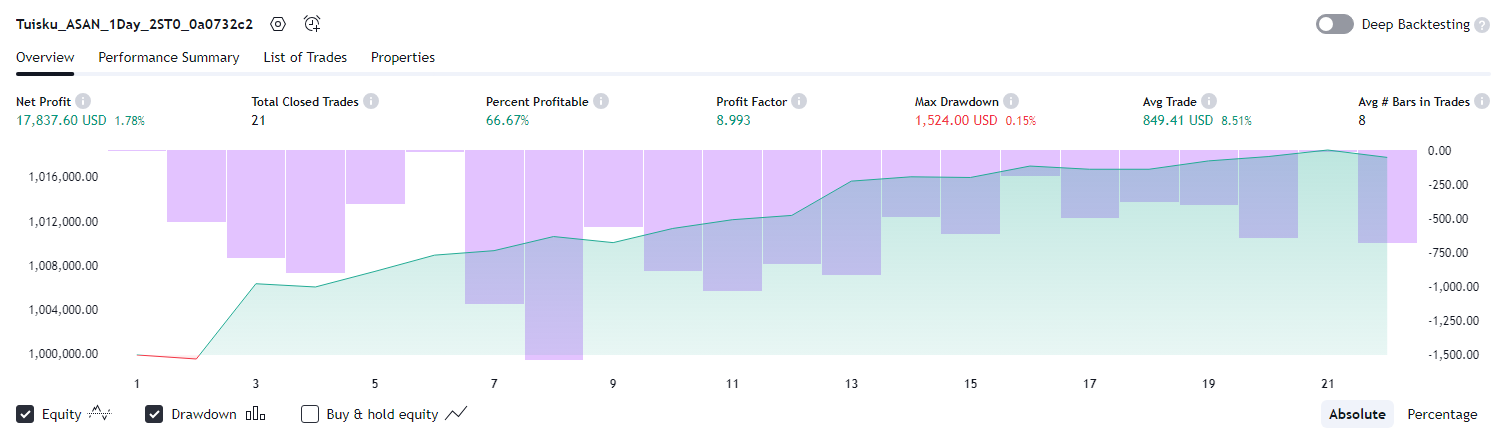 Tuisku_ASAN_1Day_2ST0_0a0732c2
Deep Backtesting ?
Overview Performance Summary List of Trades Properties
Net Profit Total Closed Trades Percent Profitable Profit Factor Max Drawdown Avg Trade Avg # Bars in Trades
17,837.60 USD 1.78% 21 66.67% 8.993 1,524.00 USD 0.15% 849.41 USD 8.51% 8
0.00
1,016,000.00
-250.00
1,012,000.00 -500.00
-750.00
1,008,000.00
-1,000.00
1,004,000.00
-1,250.00
1,000,000.00 -1,500.00
1 3 5 7 9 11 13 15 17 19 21
Equity Drawdown Buy & hold equity Absolute Percentage